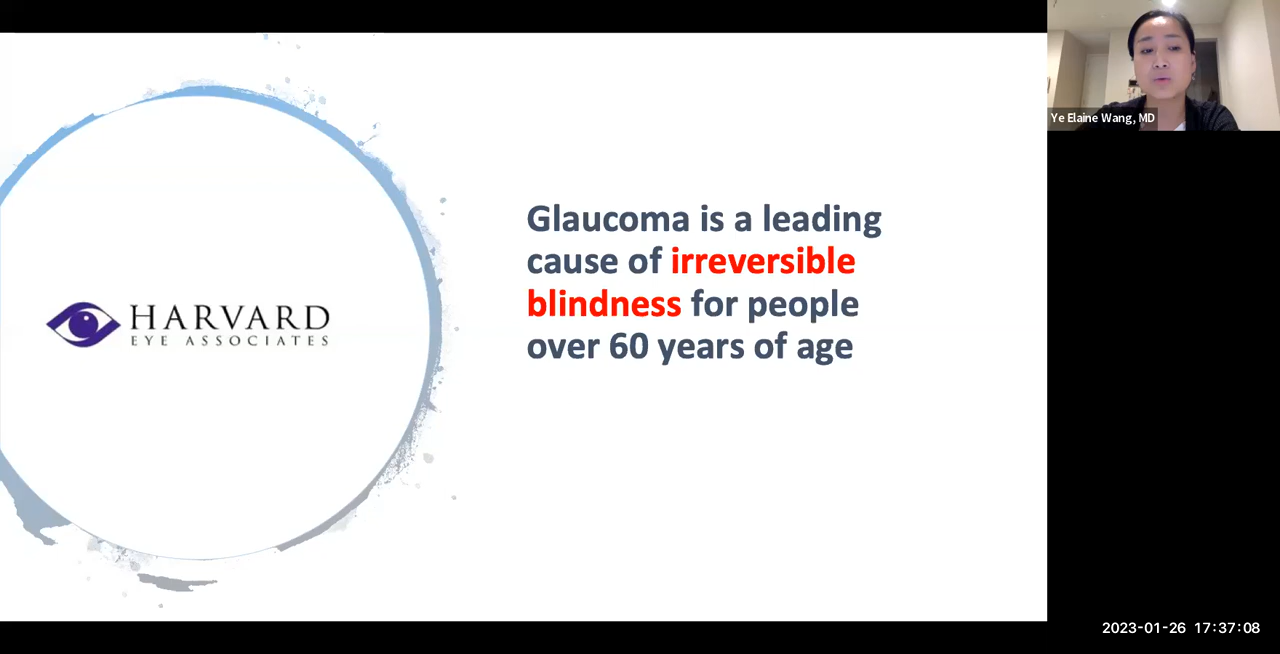 Ye Elaine Wang, MD
Glaucoma is a leading
cause of irreversible
blindness for people
over 60 years of age
HARVARD
EYE ASSOCIATES
2023-01-26 17:37:08